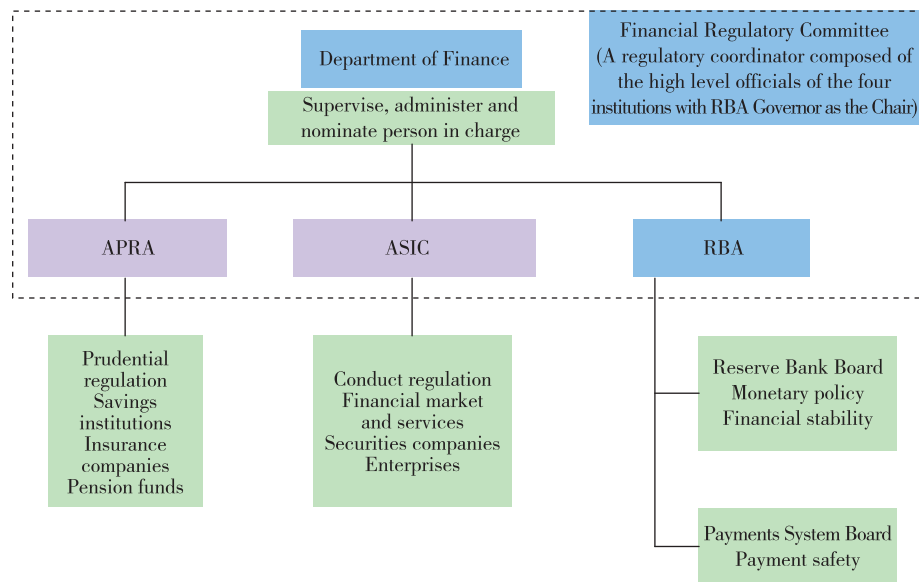 Financial Regulatory Committee
(A regulatory coordinator composed of
the high level officials of the four
institutions with RBA Governor as the Chair)
Department of Finance
Supervise, administer and
nominate person in charge
APRA
ASIC
RBA
Prudential
regulation
Savings
institutions
Insurance
companies
Pension funds
Conduct regulation
Financial market
and services
Securities companies
Enterprises
Reserve Bank Board
Monetary policy
Financial stability
Payments System Board
Payment safety